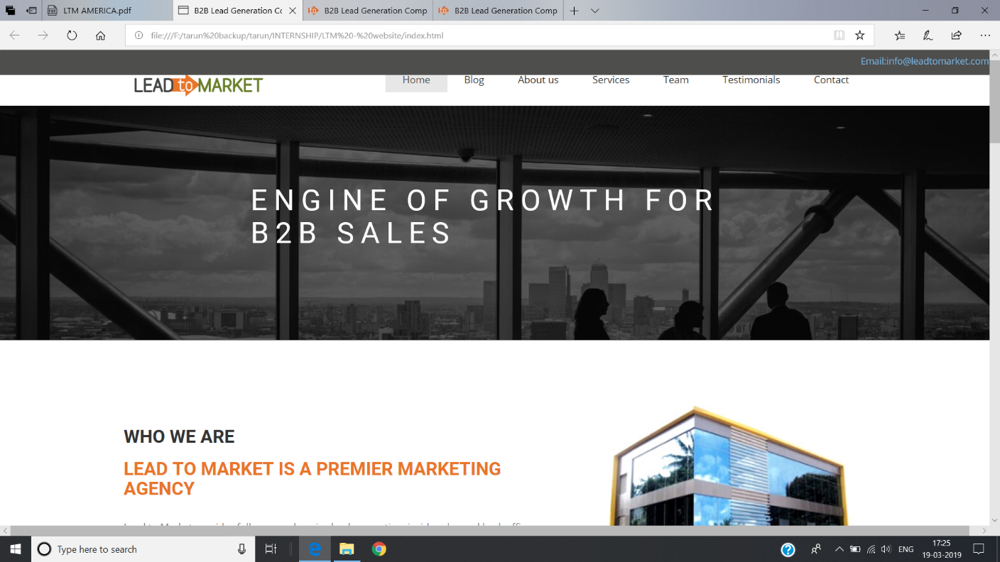 LTM AMERICA.pdf
B2B Lead Generation Co
to B2B Lead Generation Comp
to B2B Lead Generation Comp
file:///F:/tarun%20backup/tarun/INTERNSHIP/LTM%20-%20website/index.html
Email:info@leadtomarket.com
LEAD to MARKET
Home Blog About us Services Team Testimonials Contact
ENGINE OF GROWTH FOR
B2B SALES
WHO WE ARE
LEAD TO MARKET IS A PREMIER MARKETING
AGENCY
Type here to search
ENG
17:25
19-03-2019